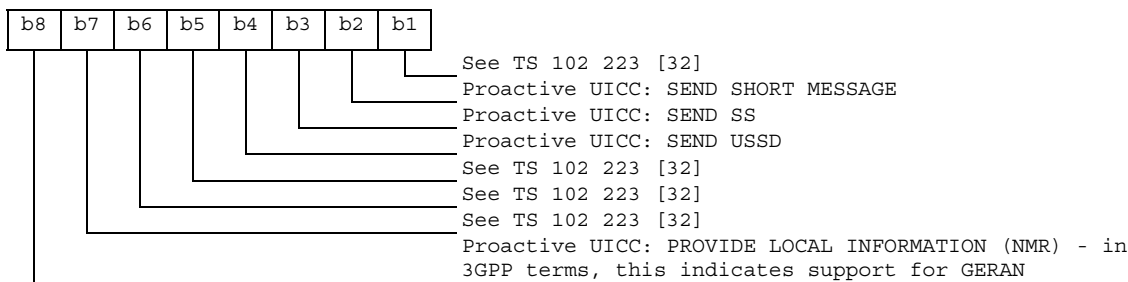 b8 b7 b6 b5 b4 b3 b2 b1
See TS 102 223 [32]
Proactive UICC: SEND SHORT MESSAGE
Proactive UICC: SEND SS
Proactive UICC: SEND USSD
See TS 102 223 [32]
See TS 102 223 [32]
See TS 102 223 [32]
Proactive UICC: PROVIDE LOCAL INFORMATION (NMR) - in
3GPP terms, this indicates support for GERAN